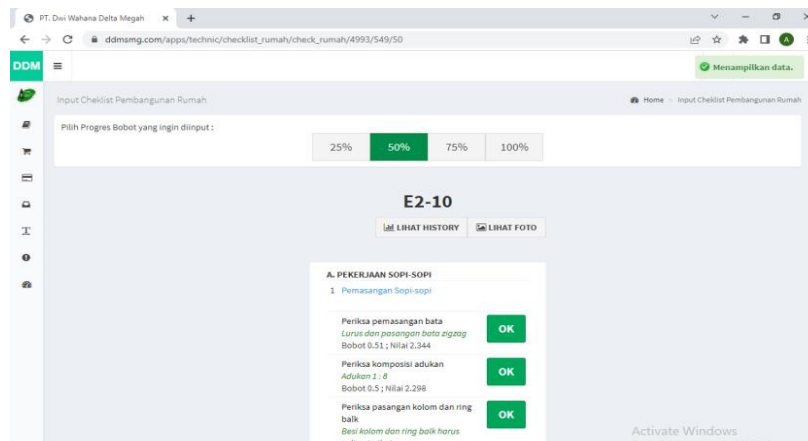 PT. Dwi Wahana Delta Megah
ddmsmg.com/apps/technic/checklist_rumah/check_rumah/4993/549/50
A
DDM
Menampilkan data.
Input Cheklist Pembangunan Rumah
Home - Input Cheklist Pembangunan Rumah
Pilih Progres Bobot yang ingin diinput :
25% 50% 75% 100%
E2-10
LIHAT HISTORY LIHAT FOTO
A. PEKERJAAN SOPI-SOPI
1 Pemasangan Sopi-sopi
Periksa pemasangan bata
Lurus dan pasangan bata zigzag
Bobot 0.51 ; Nilai 2.344
OK
Periksa komposisi adukan
Adukan 1 : 8
Bobot 0.5 ; Nilai 2.298
OK
Periksa pasangan kolom dan ring
balk
Besi kolom dan ring balk harus
OK
Activate Windows